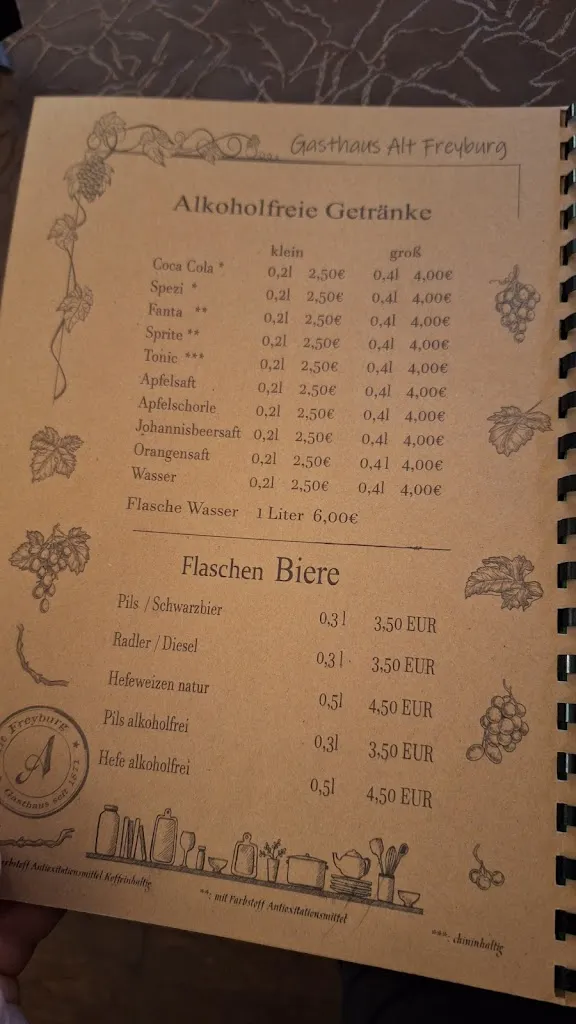 Gasthaus Alt Freyburg
Alkoholfreie Getränke
klein groß
Coca Cola * 0,2l 2,50€ 0,4l 4,00€
Spezi * 0,2l 2,50€ 0,4l 4,00€
Fanta ** 0,2l 2,50€ 0,4l 4,00€
Sprite ** 0,2l 2,50€ 0,4l 4,00€
Tonic *** 0,2l 2,50€ 0,4l 4,00€
Apfelsaft 0,2l 2,50€ 0,4l 4,00€
Apfelschorle 0,2l 2,50€ 0,4l 4,00€
Johannisbeersaft 0,2l 2,50€ 0,4l 4,00€
Orangensaft 0,2l 2,50€ 0,4l 4,00€
Wasser 0,2l 2,50€ 0,4l 4,00€
Flasche Wasser 1 Liter 6,00€
Flaschen Biere
Pils / Schwarzbier 0,3l 3,50 EUR
Radler / Diesel 0,3l 3,50 EUR
Hefeweizen natur 0,5l 4,50 EUR
Pils alkoholfrei 0,3l 3,50 EUR
Hefe alkoholfrei 0,5l 4,50 EUR
Freyburg
A
Gasthaus seit 1872
Antioxitationsmittel Koffeinhaltig
**: mit Farbstoff Antioxitationsmittel
***: chininhaltig